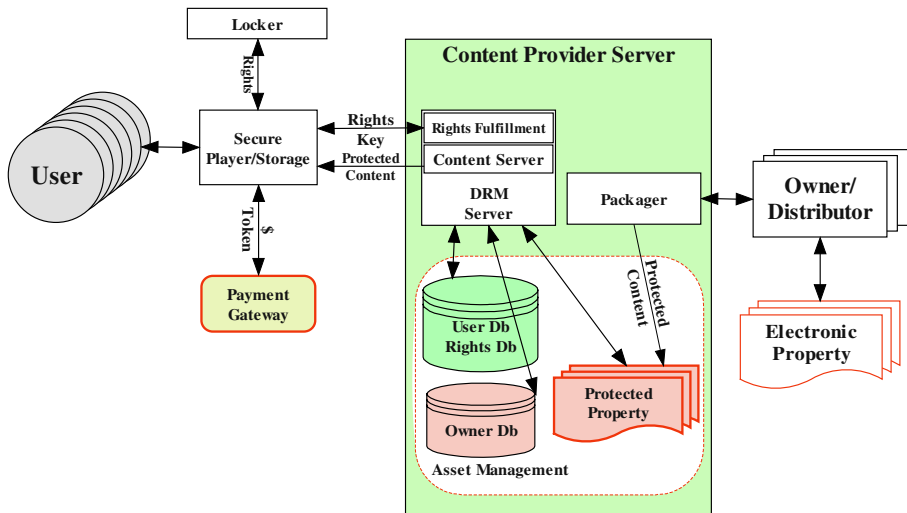 Locker
Rights
User
Secure
Player/Storage
Rights
Key
Protected
Content
$
Token
Payment
Gateway
Content Provider Server
Rights Fulfillment
Content Server
DRM
Server
Packager
Protected
Content
User Db
Rights Db
Owner Db
Protected
Property
Asset Management
Owner/
Distributor
Electronic
Property